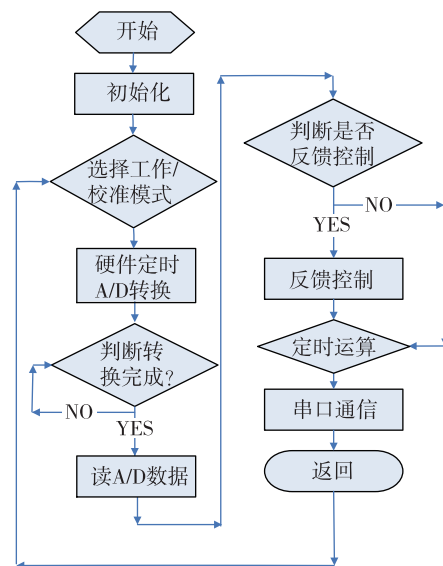 开始
初始化
选择工作/
校准模式
硬件定时
A/D转换
判断转
换完成?
NO
YES
读A/D数据
判断是否
反馈控制
NO
YES
反馈控制
定时运算
串口通信
返回